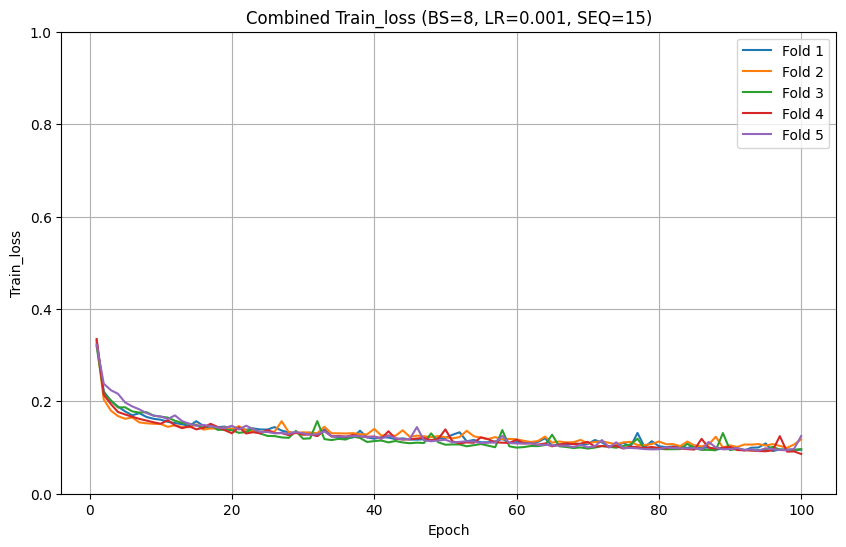 Combined Train_loss (BS=8, LR=0.001, SEQ=15)
Train_loss
1.0
0.8
0.6
0.4
0.2
0.0
0 20 40 60 80 100
Epoch
Fold 1
Fold 2
Fold 3
Fold 4
Fold 5